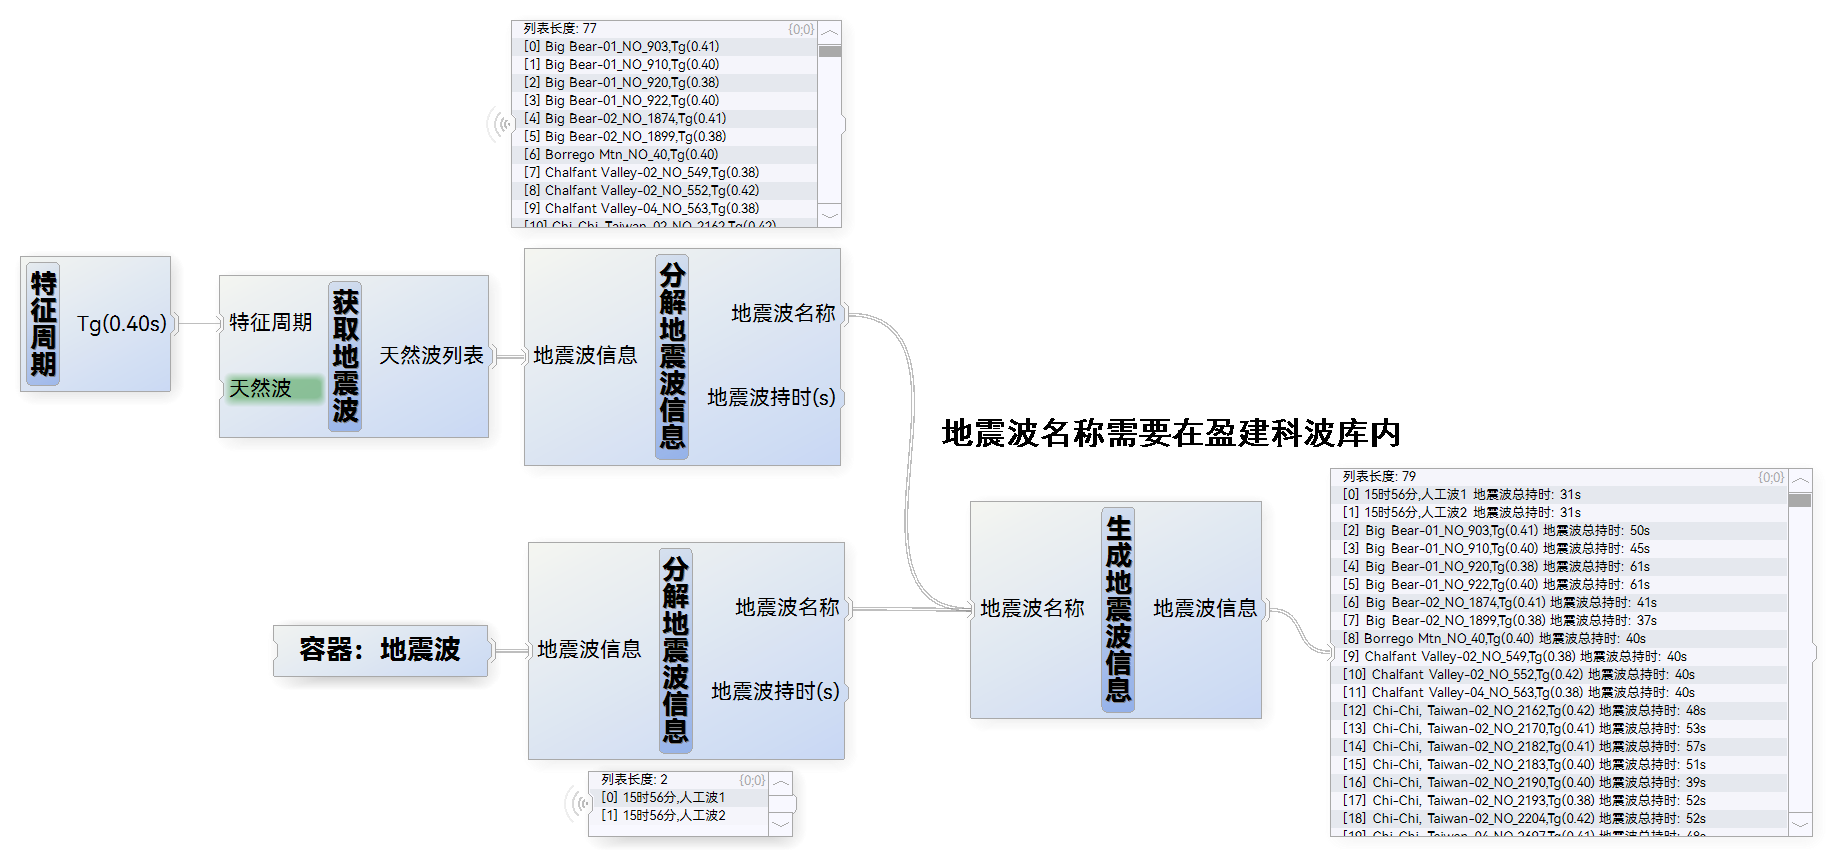 列表长度: 77
{0;0}
[0] Big Bear-01_NO_903,Tg(0.41)
[1] Big Bear-01_NO_910,Tg(0.40)
[2] Big Bear-01_NO_920,Tg(0.38)
[3] Big Bear-01_NO_922,Tg(0.40)
[4] Big Bear-02_NO_1874,Tg(0.41)
[5] Big Bear-02_NO_1899,Tg(0.38)
[6] Borrego Mtn_NO_40,Tg(0.40)
[7] Chalfant Valley-02_NO_549,Tg(0.38)
[8] Chalfant Valley-02_NO_552,Tg(0.42)
[9] Chalfant Valley-04_NO_563,Tg(0.38)
[10] Chi-Chi, Taiwan-02_NO_2162,Tg(0.42)
特征周期
Tg(0.40s)
特征周期
天然波
获取地震波
天然波列表
地震波信息
分解地震波信息
地震波名称
地震波持时(s)
地震波名称需要在盈建科波库内
容器：地震波
地震波信息
分解地震波信息
地震波名称
地震波持时(s)
列表长度: 2
{0;0}
[0] 15时56分,人工波1
[1] 15时56分,人工波2
地震波名称
生成地震波信息
地震波信息
列表长度: 79
{0;0}
[0] 15时56分,人工波1 地震波总持时: 31s
[1] 15时56分,人工波2 地震波总持时: 31s
[2] Big Bear-01_NO_903,Tg(0.41) 地震波总持时: 50s
[3] Big Bear-01_NO_910,Tg(0.40) 地震波总持时: 45s
[4] Big Bear-01_NO_920,Tg(0.38) 地震波总持时: 61s
[5] Big Bear-01_NO_922,Tg(0.40) 地震波总持时: 61s
[6] Big Bear-02_NO_1874,Tg(0.41) 地震波总持时: 41s
[7] Big Bear-02_NO_1899,Tg(0.38) 地震波总持时: 37s
[8] Borrego Mtn_NO_40,Tg(0.40) 地震波总持时: 40s
[9] Chalfant Valley-02_NO_549,Tg(0.38) 地震波总持时: 40s
[10] Chalfant Valley-02_NO_552,Tg(0.42) 地震波总持时: 40s
[11] Chalfant Valley-04_NO_563,Tg(0.38) 地震波总持时: 40s
[12] Chi-Chi, Taiwan-02_NO_2162,Tg(0.42) 地震波总持时: 48s
[13] Chi-Chi, Taiwan-02_NO_2170,Tg(0.41) 地震波总持时: 53s
[14] Chi-Chi, Taiwan-02_NO_2182,Tg(0.41) 地震波总持时: 57s
[15] Chi-Chi, Taiwan-02_NO_2183,Tg(0.40) 地震波总持时: 51s
[16] Chi-Chi, Taiwan-02_NO_2190,Tg(0.40) 地震波总持时: 39s
[17] Chi-Chi, Taiwan-02_NO_2193,Tg(0.38) 地震波总持时: 52s
[18] Chi-Chi, Taiwan-02_NO_2204,Tg(0.42) 地震波总持时: 52s
[19] Chi-Chi, Taiwan-04_NO_2697,Tg(0.41) 地震波总持时: 48s